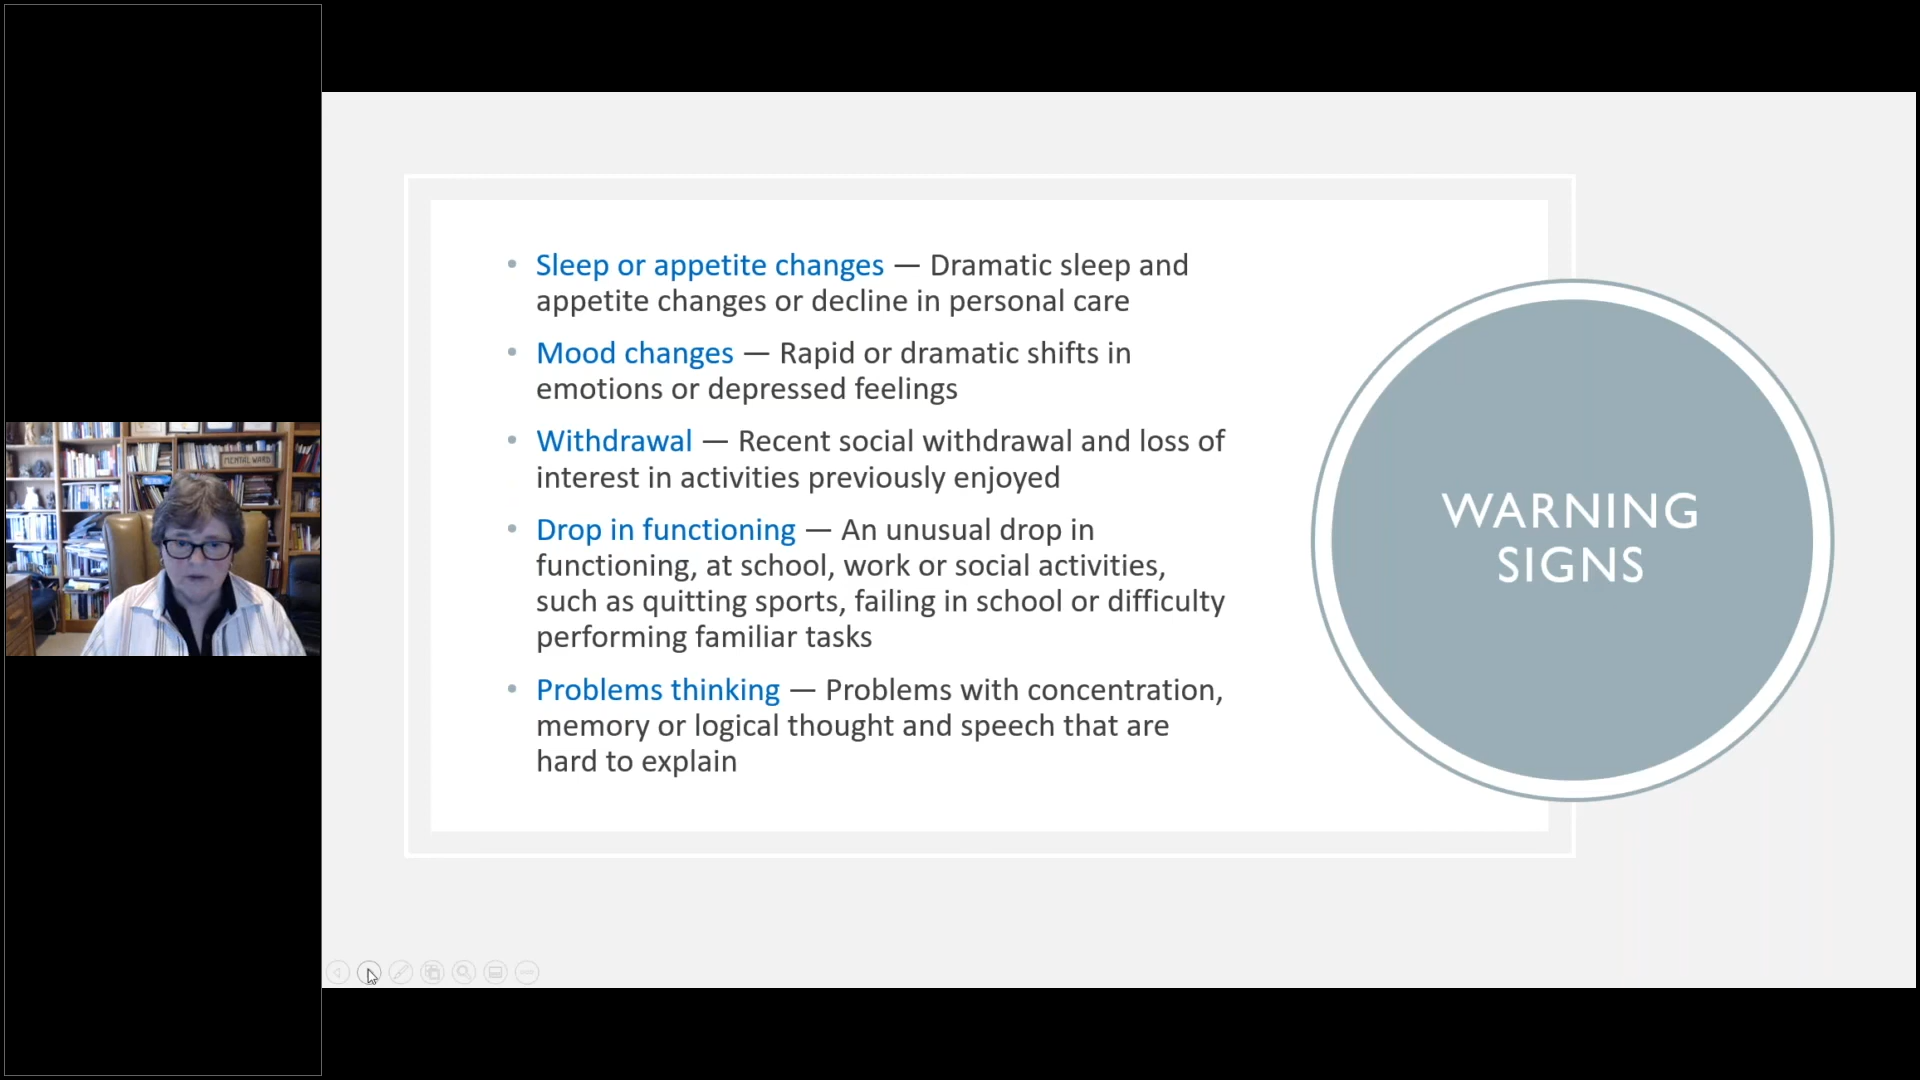 • Sleep or appetite changes — Dramatic sleep and
appetite changes or decline in personal care
• Mood changes — Rapid or dramatic shifts in
emotions or depressed feelings
• Withdrawal — Recent social withdrawal and loss of
interest in activities previously enjoyed
• Drop in functioning — An unusual drop in
functioning, at school, work or social activities,
such as quitting sports, failing in school or difficulty
performing familiar tasks
• Problems thinking — Problems with concentration,
memory or logical thought and speech that are
hard to explain
WARNING
SIGNS
MENTAL WARD